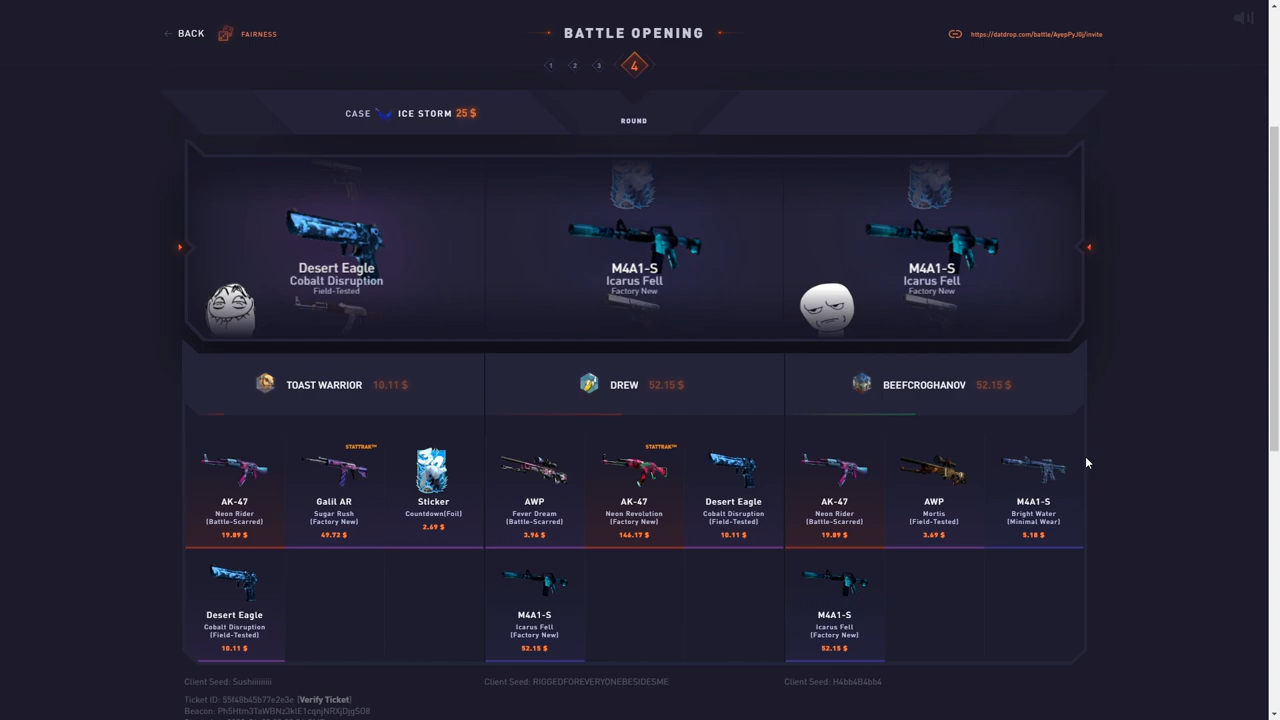 BACK
FAIRNESS
BATTLE OPENING
https://datdrop.com/battle/AyepPyJ0j/invite
1 2 3 4
CASE ICE STORM 25 $
ROUND
Desert Eagle
Cobalt Disruption
Field-Tested
M4A1-S
Icarus Fell
Factory New
M4A1-S
Icarus Fell
Factory New
TOAST WARRIOR 10.11 $
DREW 52.15 $
BEEFCROGHANOV 52.15 $
AK-47
Neon Rider
(Battle-Scarred)
19.89 $
STATTRAK™
Galil AR
Sugar Rush
(Factory New)
49.72 $
Sticker
Countdown(Foil)
2.69 $
AWP
Fever Dream
(Battle-Scarred)
3.96 $
STATTRAK™
AK-47
Neon Revolution
(Factory New)
146.17 $
Desert Eagle
Cobalt Disruption
(Field-Tested)
10.11 $
AK-47
Neon Rider
(Battle-Scarred)
19.89 $
AWP
Mortis
(Field-Tested)
3.69 $
M4A1-S
Bright Water
(Minimal Wear)
5.18 $
Desert Eagle
Cobalt Disruption
(Field-Tested)
10.11 $
M4A1-S
Icarus Fell
(Factory New)
52.15 $
M4A1-S
Icarus Fell
(Factory New)
52.15 $
Client Seed: Sushiiiiiiiii
Client Seed: RIGGEDFOREVERYONEBESIDESME
Client Seed: H4bb4B4bb4
Ticket ID: 55f48b45b77e2e3e (Verify Ticket)
Beacon: Ph5Htm3TaWBNz3klE1cqnjNRXjDjgSO8